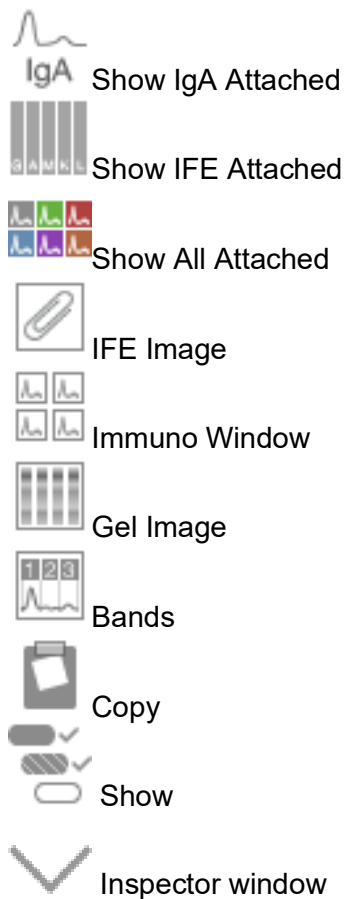 IgA Show IgA Attached
G A M K L Show IFE Attached
Show All Attached
IFE Image
Immuno Window
Gel Image
1 2 3
Bands
Copy
Show
Inspector window